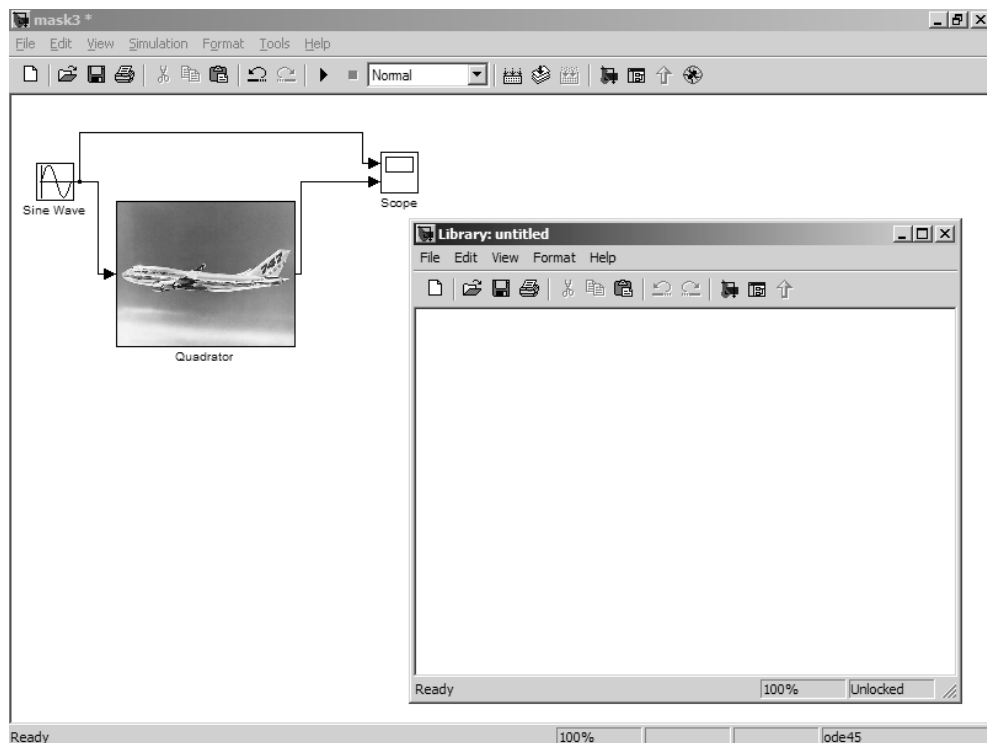 mask3 *
File Edit View Simulation Format Tools Help
Normal
Sine Wave
Scope
Quadrator
Library: untitled
File Edit View Format Help
Ready 100% Unlocked
Ready 100% ode45